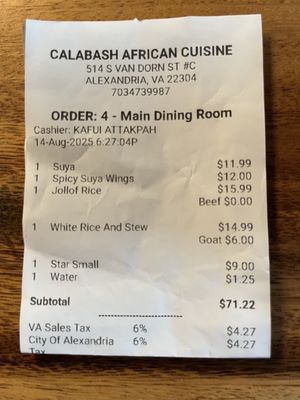 CALABASH AFRICAN CUISINE
514 S VAN DORN ST #C
ALEXANDRIA, VA 22304
7034739987
ORDER: 4 - Main Dining Room
Cashier: KAFUI ATTAKPAH
14-Aug-2025 6:27:04P
1 Suya $11.99
1 Spicy Suya Wings $12.00
1 Jollof Rice $15.99
Beef $0.00
1 White Rice And Stew $14.99
Goat $6.00
1 Star Small $9.00
1 Water $1.25
Subtotal $71.22
VA Sales Tax 6% $4.27
City Of Alexandria 6% $4.27
Tax